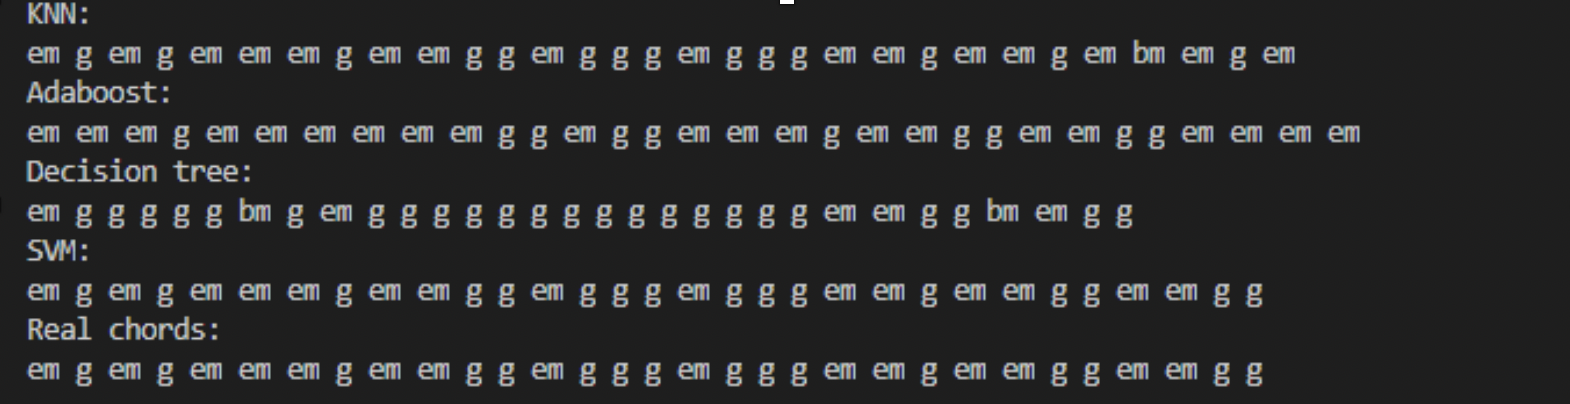 KNN:
em g em g em em em g em em g g em g g g em g g g em em g em em g em bm em g em
Adaboost:
em em em g em em em em em em g g em g g em em em g em em g g em em g g em em em em
Decision tree:
em g g g g g bm g em g g g g g g g g g g g g g g em em g g bm em g g
SVM:
em g em g em em em g em em g g em g g g em g g g em em g em em g g em em g g
Real chords:
em g em g em em em g em em g g em g g g em g g g em em g em em g g em em g g